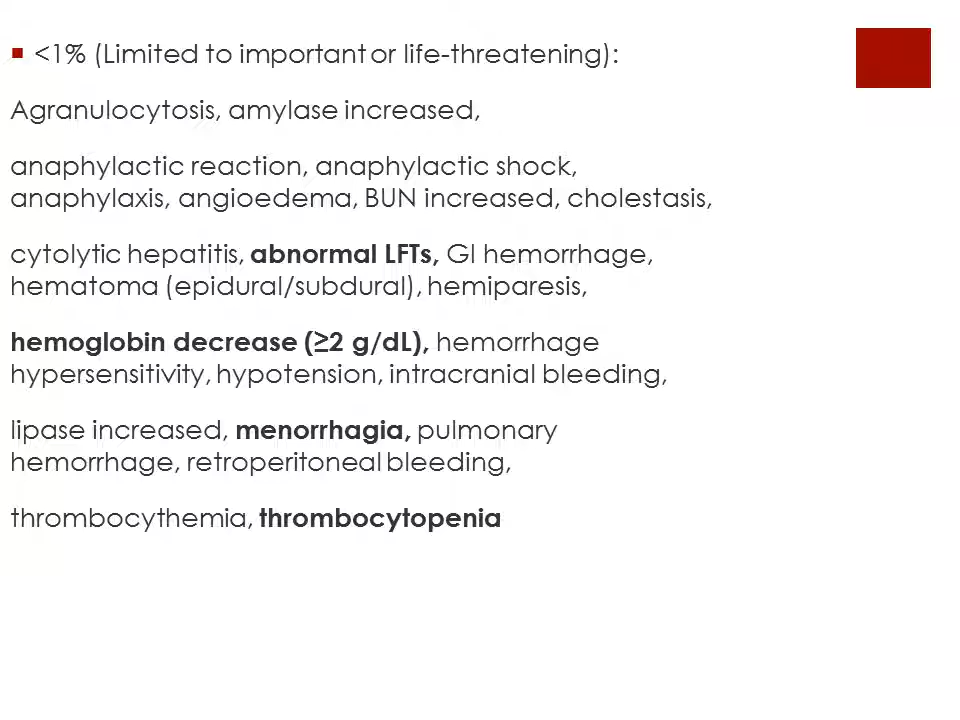 <1% (Limited to important or life-threatening):
Agranulocytosis, amylase increased,
anaphylactic reaction, anaphylactic shock,
anaphylaxis, angioedema, BUN increased, cholestasis,
cytolytic hepatitis, abnormal LFTs, GI hemorrhage,
hematoma (epidural/subdural), hemiparesis,
hemoglobin decrease (≥2 g/dL), hemorrhage
hypersensitivity, hypotension, intracranial bleeding,
lipase increased, menorrhagia, pulmonary
hemorrhage, retroperitoneal bleeding,
thrombocythemia, thrombocytopenia